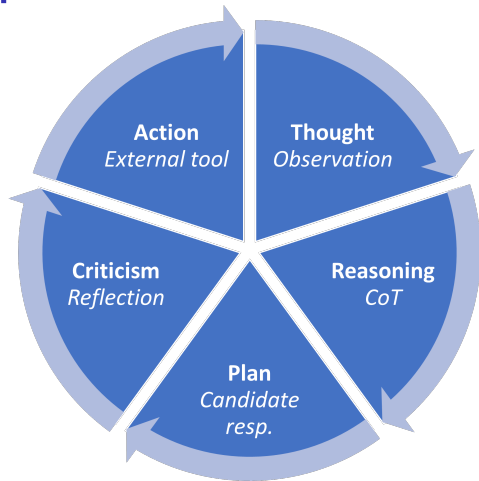 Action
External tool
Thought
Observation
Criticism
Reflection
Reasoning
CoT
Plan
Candidate
resp.